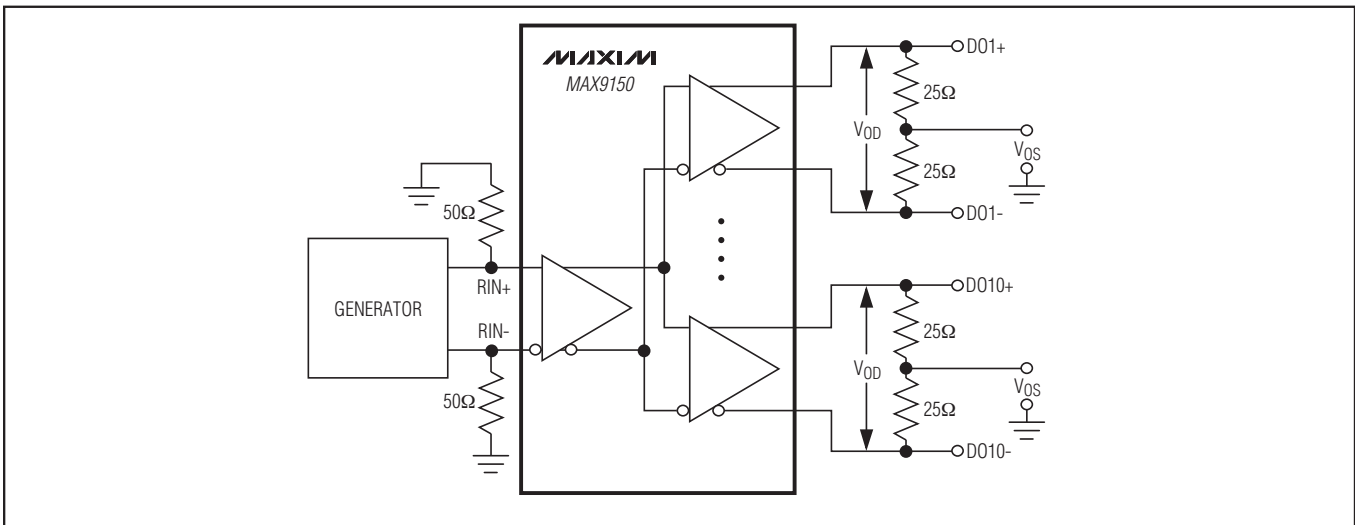 MAXIM
MAX9150
DO1+
25Ω
VOD
VOS
25Ω
DO1-
50Ω
GENERATOR
RIN+
RIN-
50Ω
DO10+
25Ω
VOD
VOS
25Ω
DO10-